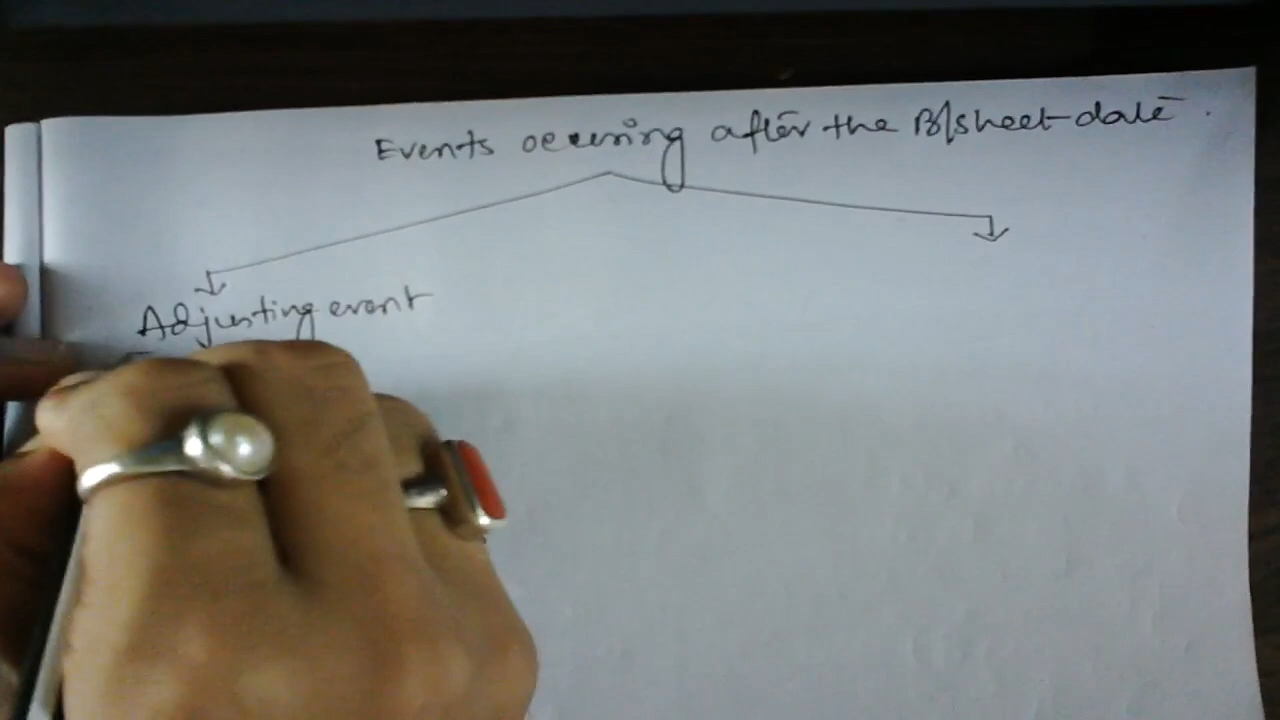 Events occuring after the B/sheet date.
Adjusting event